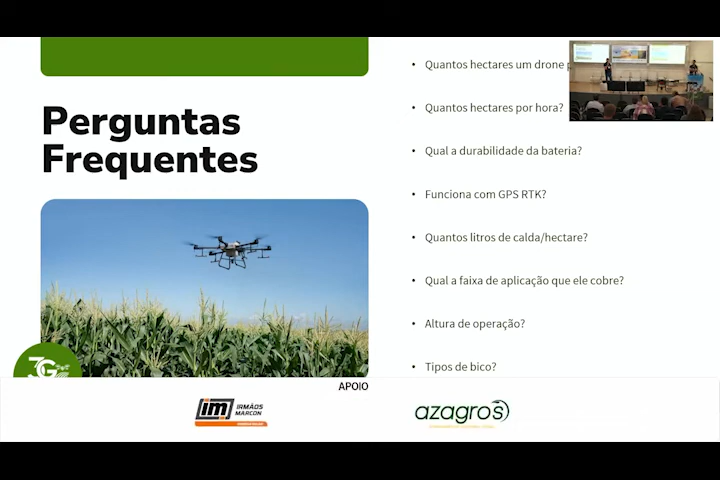 Perguntas
Frequentes
• Quantos hectares um drone
• Quantos hectares por hora?
• Qual a durabilidade da bateria?
• Funciona com GPS RTK?
• Quantos litros de calda/hectare?
• Qual a faixa de aplicação que ele cobre?
• Altura de operação?
• Tipos de bico?
3G
APOIO
im IRMÃOS
MARCON
azagros